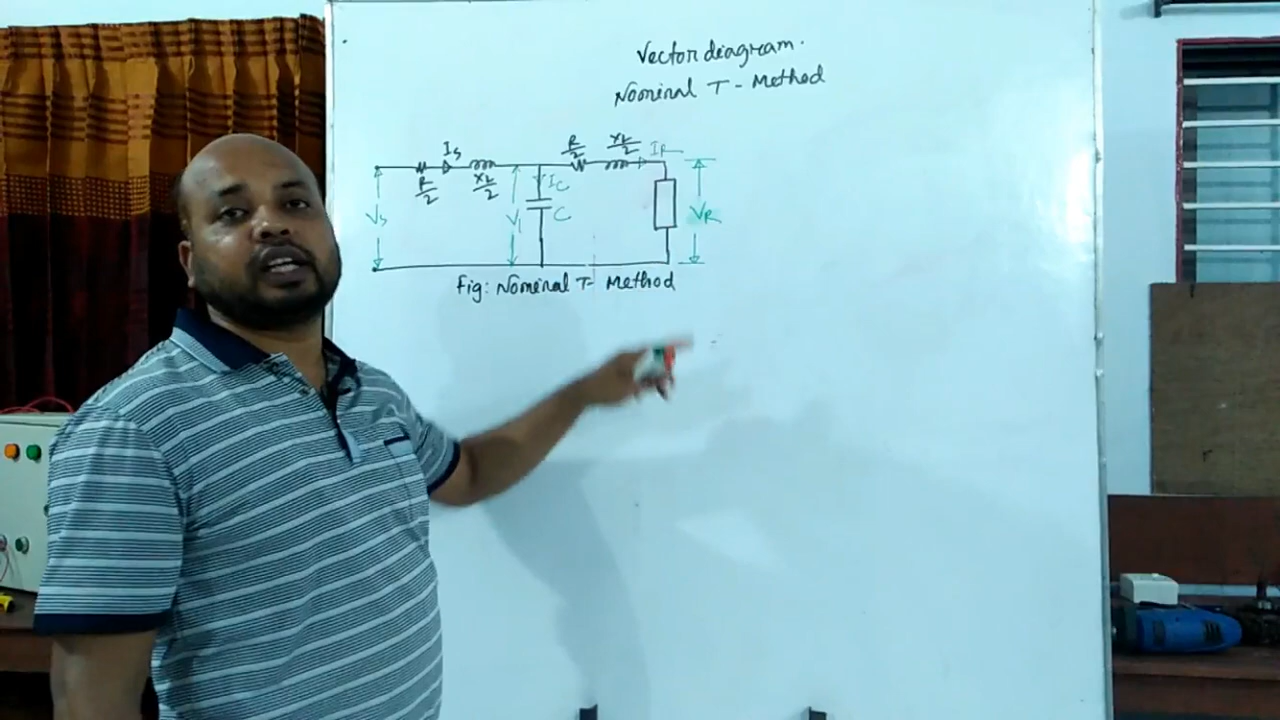 Vector diagram.
Nominal T - Method
R/2 XL/2 IR
Is
R/2 XL/2
Vs V1 IC C VR
Fig: Nominal T- Method